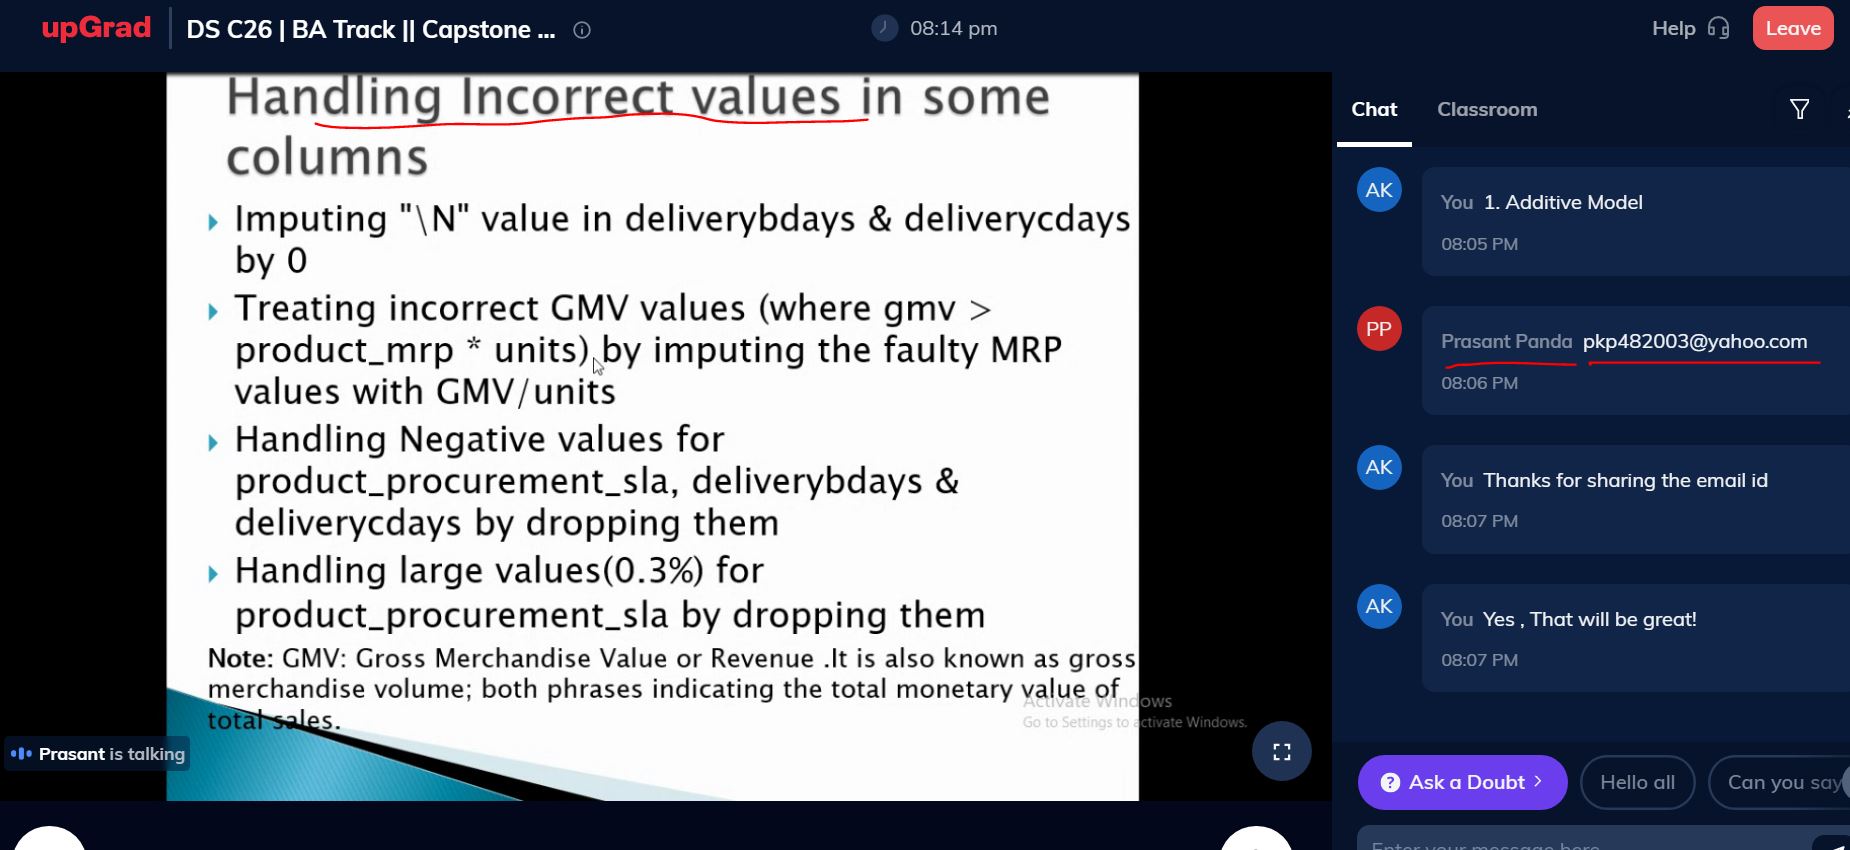 upGrad
DS C26 | BA Track || Capstone ...
08:14 pm
Help
Leave
Handling Incorrect values in some
columns
Imputing "\N" value in deliverybdays & deliverycdays
by 0
Treating incorrect GMV values (where gmv >
product_mrp * units) by imputing the faulty MRP
values with GMV/units
Handling Negative values for
product_procurement_sla, deliverybdays &
deliverycdays by dropping them
Handling large values(0.3%) for
product_procurement_sla by dropping them
Note: GMV: Gross Merchandise Value or Revenue .It is also known as gross
merchandise volume; both phrases indicating the total monetary value of
total sales.
Activate Windows
Go to Settings to activate Windows.
Prasant is talking
Chat
Classroom
AK
You 1. Additive Model
08:05 PM
PP
Prasant Panda pkp482003@yahoo.com
08:06 PM
AK
You Thanks for sharing the email id
08:07 PM
AK
You Yes , That will be great!
08:07 PM
? Ask a Doubt >
Hello all
Can you say
Enter your message here